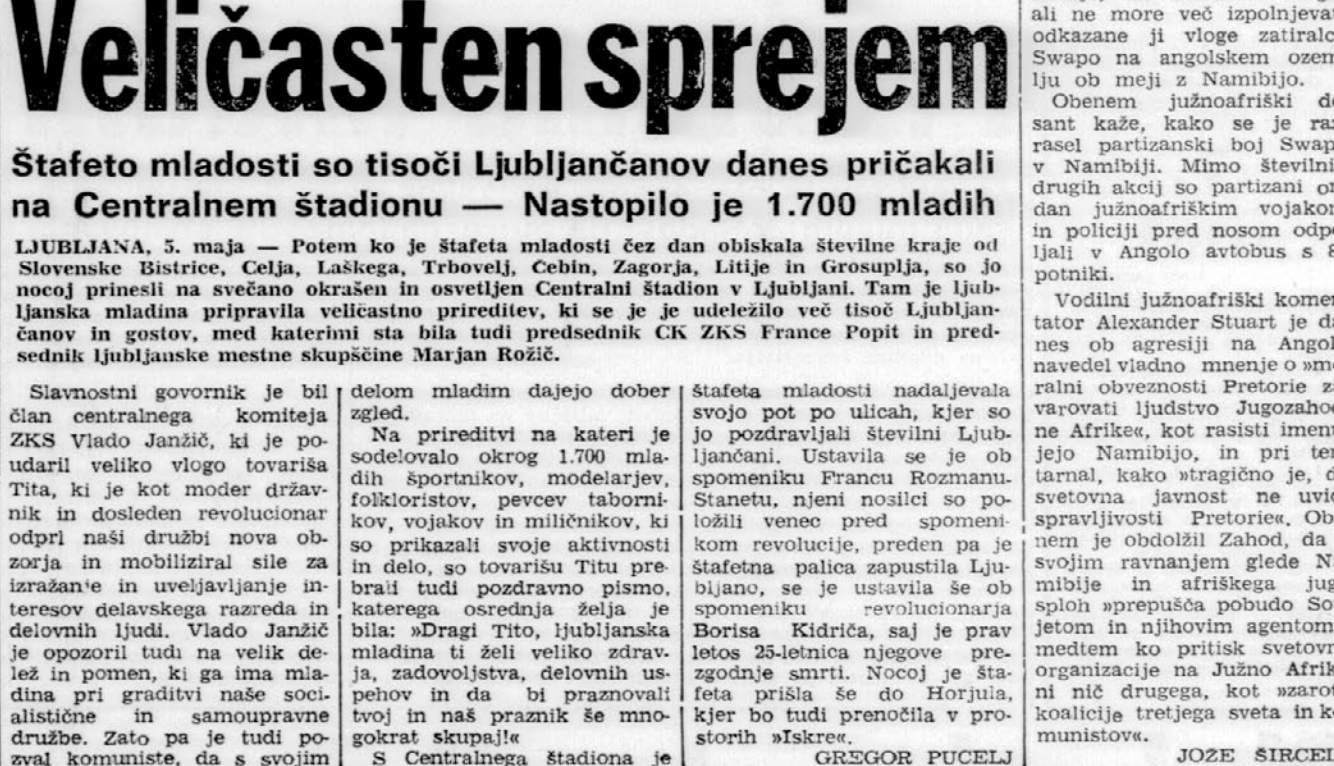 Veličasten sprejem
Štafeto mladosti so tisoči Ljubljančanov danes pričakali
na Centralnem štadionu — Nastopilo je 1.700 mladih
LJUBLJANA, 5. maja — Potem ko je štafeta mladosti čez dan obiskala številne kraje od
Slovenske Bistrice, Celja, Laškega, Trbovelj, Čebin, Zagorja, Litije in Grosuplja, so jo
nocoj prinesli na svečano okrašen in osvetljen Centralni štadion v Ljubljani. Tam je ljub-
ljanska mladina pripravila veličastno prireditev, ki se je je udeležilo več tisoč Ljubljan-
čanov in gostov, med katerimi sta bila tudi predsednik CK ZKS France Popit in pred-
sednik ljubljanske mestne skupščine Marjan Rožič.
Slavnostni govornik je bil
član centralnega komiteja
ZKS Vlado Janžič, ki je po-
udaril veliko vlogo tovariša
Tita, ki je kot moder držav-
nik in dosleden revolucionar
odprl naši družbi nova ob-
zorja in mobiliziral sile za
izražanje in uveljavljanje in-
teresov delavskega razreda in
delovnih ljudi. Vlado Janžič
je opozoril tudi na velik de-
lež in pomen, ki ga ima mla-
dina pri graditvi naše soci-
alistične in samoupravne
družbe. Zato pa je tudi po-
zval komuniste, da s svojim
delom mladim dajejo dober
zgled.
Na prireditvi na kateri je
sodelovalo okrog 1.700 mla-
dih športnikov, modelarjev,
folkloristov, pevcev taborni-
kov, vojakov in miličnikov, ki
so prikazali svoje aktivnosti
in delo, so tovarišu Titu pre-
brali tudi pozdravno pismo,
katerega osrednja želja je
bila: »Dragi Tito, ljubljanska
mladina ti želi veliko zdrav-
ja, zadovoljstva, delovnih us-
pehov in da bi praznovali
tvoj in naš praznik še mno-
gokrat skupaj!«
S Centralnega štadiona je
štafeta mladosti nadaljevala
svojo pot po ulicah, kjer so
jo pozdravljali številni Ljub-
ljančani. Ustavila se je ob
spomeniku Francu Rozmanu-
Stanetu, njeni nosilci so po-
ložili venec pred spomeni-
kom revolucije, preden pa je
štafetna palica zapustila Lju-
bljano, se je ustavila še ob
spomeniku revolucionarja
Borisa Kidriča, saj je prav
letos 25-letnica njegove pre-
zgodnje smrti. Nocoj je šta-
feta prišla še do Horjula,
kjer bo tudi prenočila v pro-
storih »Iskre«.
GREGOR PUCELJ
ali ne more več izpolnjevat
odkazane ji vloge zatiralc
Swapo na angolskem ozem
lju ob meji z Namibijo.
Obenem južnoafriški de
sant kaže, kako se je raz
rasel partizanski boj Swap
v Namibiji. Mimo številni
drugih akcij so partizani on
dan južnoafriškim vojakom
in policiji pred nosom odpe
ljali v Angolo avtobus s 8
potniki.
Vodilni južnoafriški komen
tator Alexander Stuart je da
nes ob agresiji na Angol
navedel vladno mnenje o »mo
ralni obveznosti Pretorie za
varovati ljudstvo Jugozahod
ne Afrike«, kot rasisti imenu
jejo Namibijo, in pri tem
tarnal, kako »tragično je, d
svetovna javnost ne uvid
spravljivosti Pretorie«. Obe
nem je obdolžil Zahod, da
svojim ravnanjem glede Na
mibije in afriškega jug
sploh »prepušča pobudo Sov
jetom in njihovim agentom
medtem ko pritisk svetovn
organizacije na Južno Afrik
ni nič drugega, kot »zarot
koalicije tretjega sveta in ko
munistov«.
JOŽE ŠIRCELJ